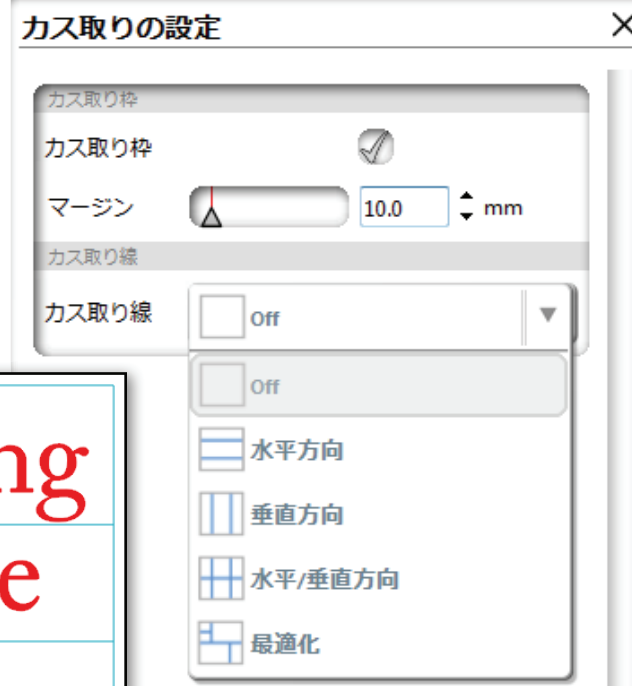 カス取りの設定
カス取り枠
カス取り枠
マージン 10.0 mm
カス取り線
カス取り線 Off
Off
水平方向
垂直方向
水平/垂直方向
最適化
ng
e